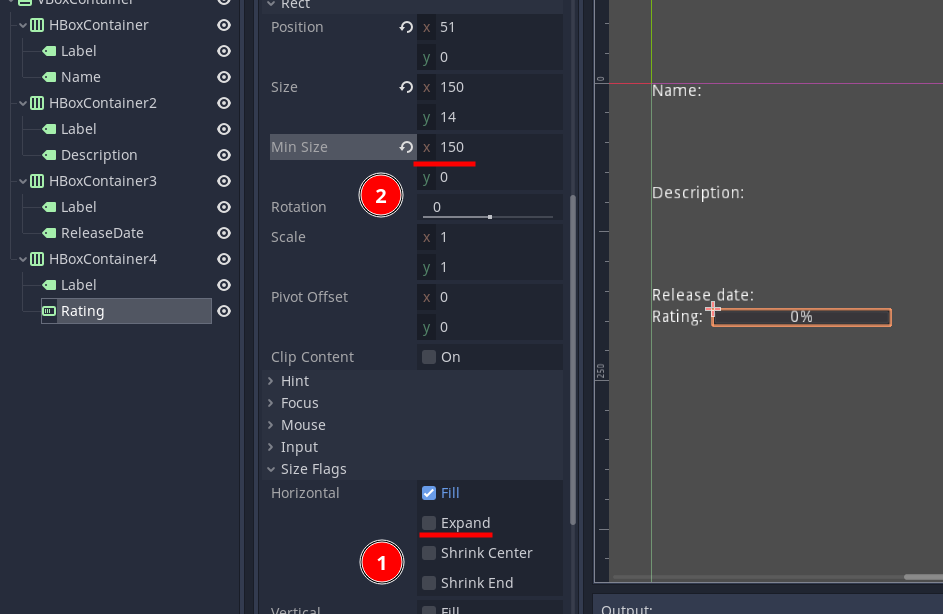 VBoxContainer
HBoxContainer
Label
Name
HBoxContainer2
Label
Description
HBoxContainer3
Label
ReleaseDate
HBoxContainer4
Label
Rating
Rect
Position x 51
y 0
Size x 150
y 14
Min Size x 150
y 0
2
Rotation 0
Scale x 1
y 1
Pivot Offset x 0
y 0
Clip Content On
Hint
Focus
Mouse
Input
Size Flags
Horizontal Fill
Expand
1
Shrink Center
Shrink End
Vertical Fill
0
250
Name:
Description:
Release date:
Rating: 0%
Output: